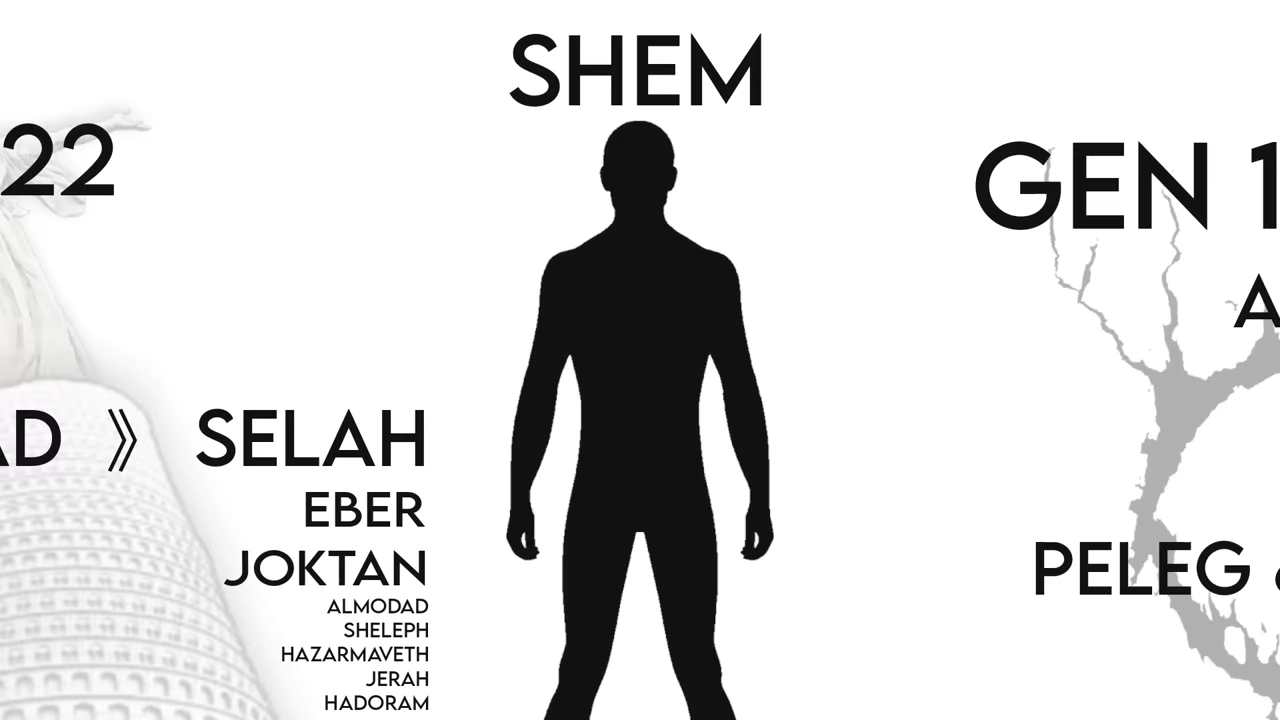 SHEM
22
GEN 1
AD 》 SELAH
EBER
JOKTAN
ALMODAD
SHELEPH
HAZARMAVETH
JERAH
HADORAM
PELEG